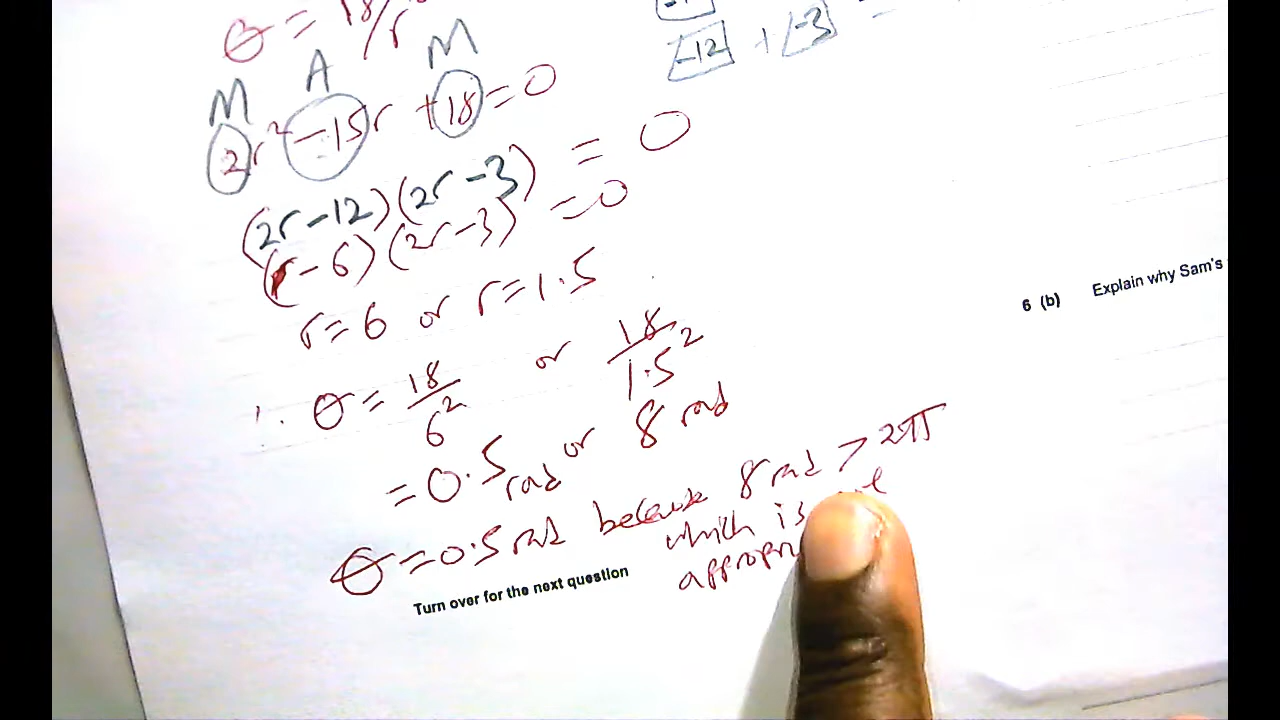 θ = 18/r
M A M
2r² -15r +18 = 0
(2r-12)(2r-3) = 0
(r-6)(2r-3) = 0
r = 6 or r = 1.5
∴ θ = 18/6² or 18/1.5²
= 0.5 rad or 8 rad
θ = 0.5 rad because 8 rad > 2π
which is
Turn over for the next question
-12 + -3
6 (b) Explain why Sam's